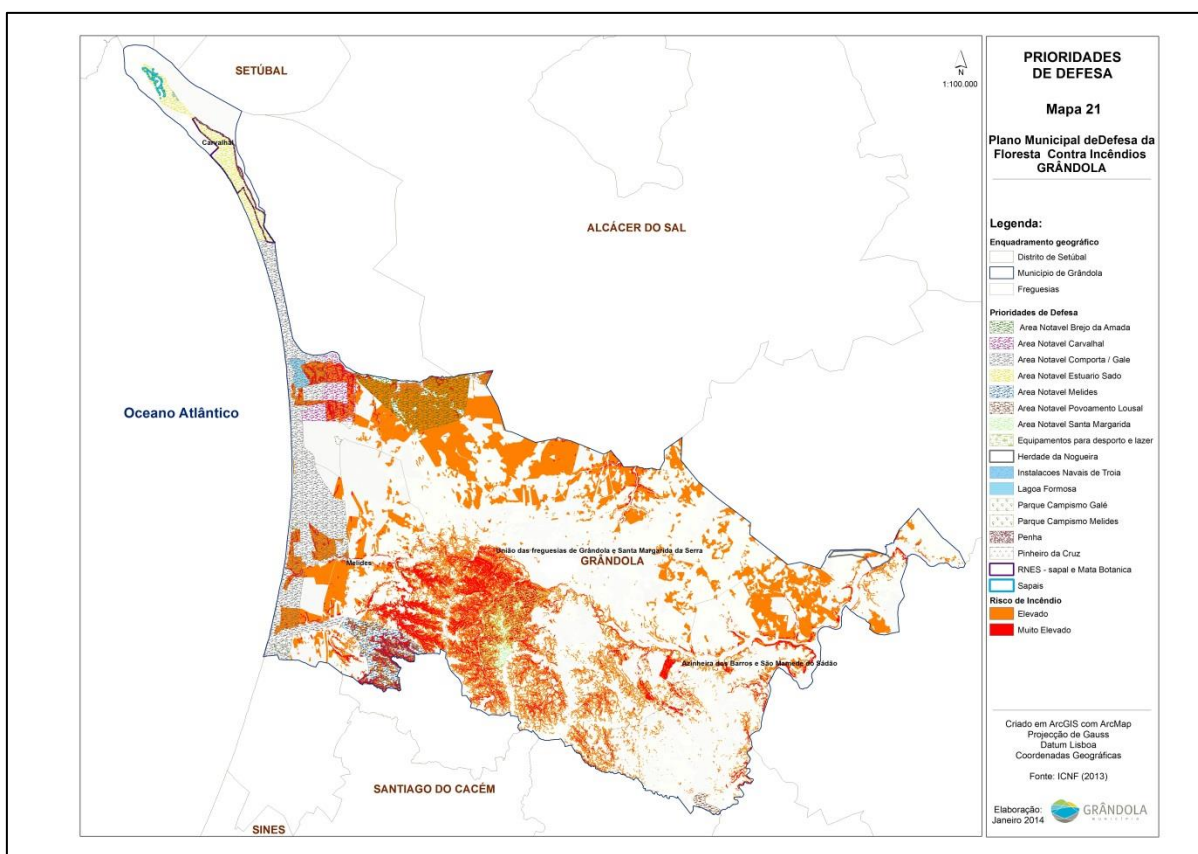 SETÚBAL
N
1:100.000
Carvalhal
ALCÁCER DO SAL
Oceano Atlântico
União das freguesias de Grândola e Santa Margarida da Serra
GRÂNDOLA
Melides
Azinheira dos Barros e São Mamede do Sádão
SANTIAGO DO CACÉM
SINES
PRIORIDADES
DE DEFESA
Mapa 21
Plano Municipal deDefesa da
Floresta Contra Incêndios
GRÂNDOLA
Legenda:
Enquadramento geográfico
Distrito de Setúbal
Município de Grândola
Freguesias
Prioridades de Defesa
Area Notavel Brejo da Amada
Area Notavel Carvalhal
Area Notavel Comporta / Gale
Area Notavel Estuario Sado
Area Notavel Melides
Area Notavel Povoamento Lousal
Area Notavel Santa Margarida
Equipamentos para desporto e lazer
Herdade da Nogueira
Instalacoes Navais de Troia
Lagoa Formosa
Parque Campismo Galé
Parque Campismo Melides
Penha
Pinheiro da Cruz
RNES - sapal e Mata Botanica
Sapais
Risco de Incêndio
Elevado
Muito Elevado
Criado em ArcGIS com ArcMap
Projecção de Gauss
Datum Lisboa
Coordenadas Geográficas
Fonte: ICNF (2013)
Elaboração:
Janeiro 2014
GRÂNDOLA
MUNICÍPIO